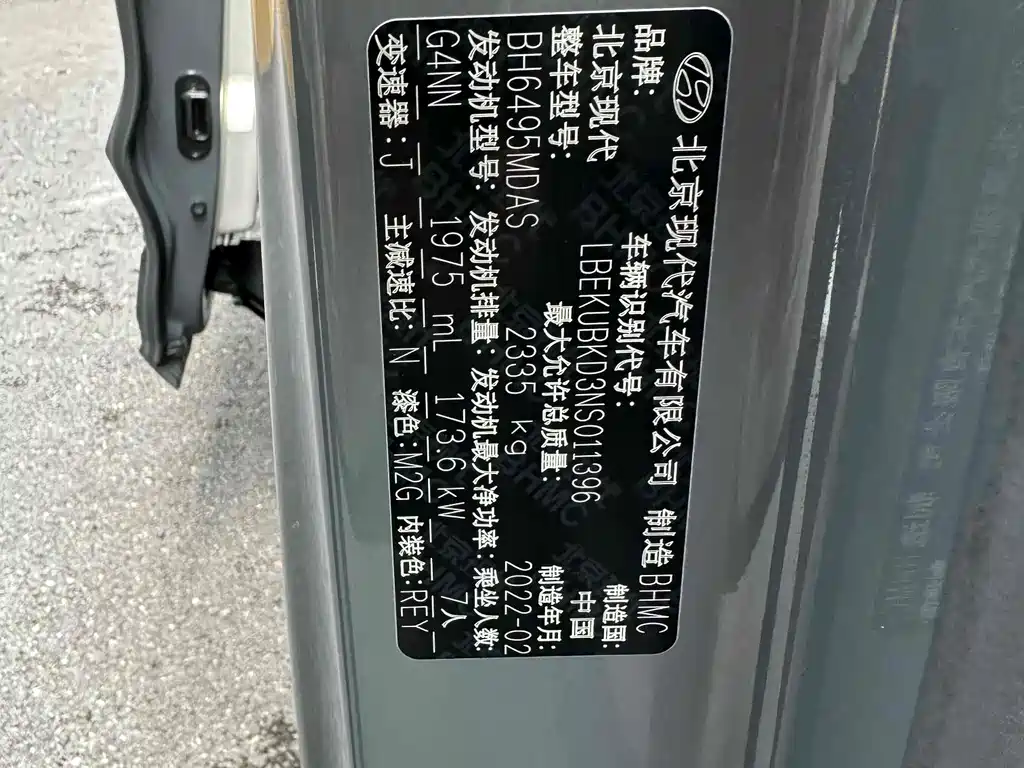 北京现代汽车有限公司 制造 BHMC
品牌: 车辆识别代号: 制造国:
北京现代 LBEKUBKD3NS011396 中国
整车型号: 最大允许总质量: 制造年月:
BH6495MDAS 2335 kg 2022-02
发动机型号: 发动机排量: 发动机最大净功率: 乘坐人数:
G4NN 1975 mL 173.6 kW 7人
变速器: J 主减速比: N 漆色: M2G 内装色: REY